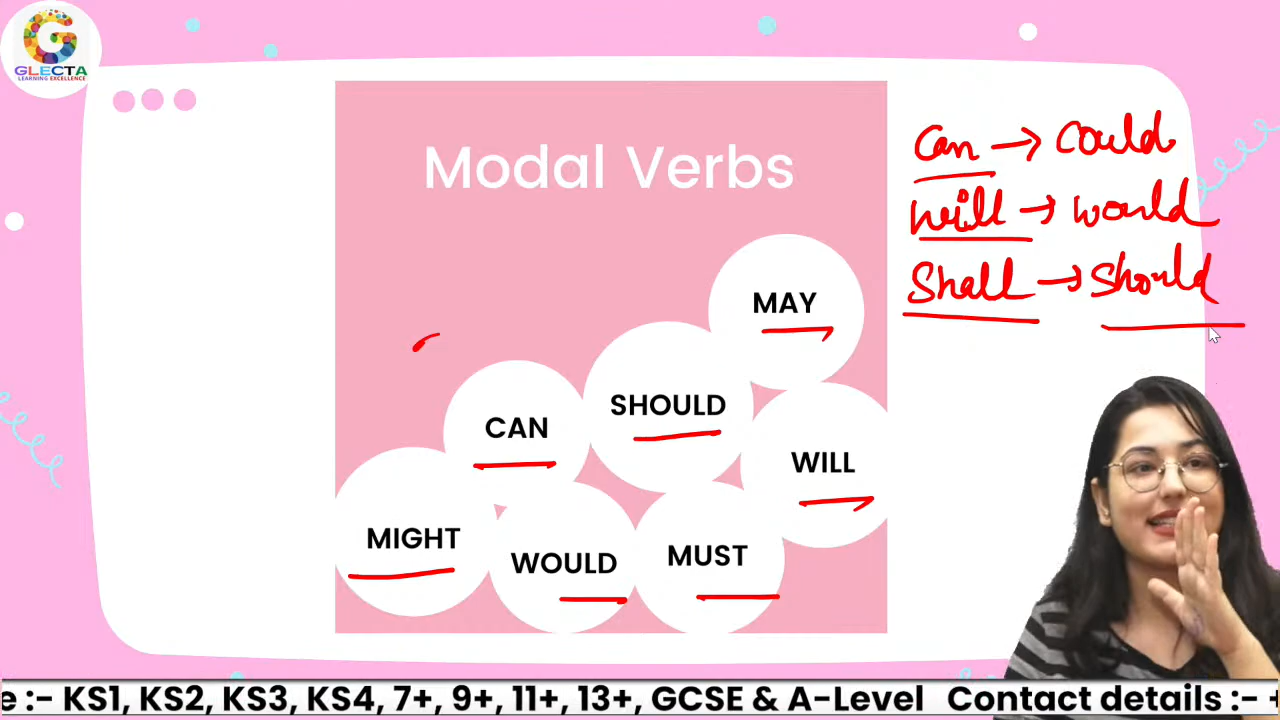 GLECTA
LEARNING EXCELLENCE
Modal Verbs
MAY
SHOULD
CAN
WILL
MIGHT
WOULD
MUST
Can → Could
Will → would
Shall → Should
e :- KS1, KS2, KS3, KS4, 7+, 9+, 11+, 13+, GCSE & A-Level Contact details :- +